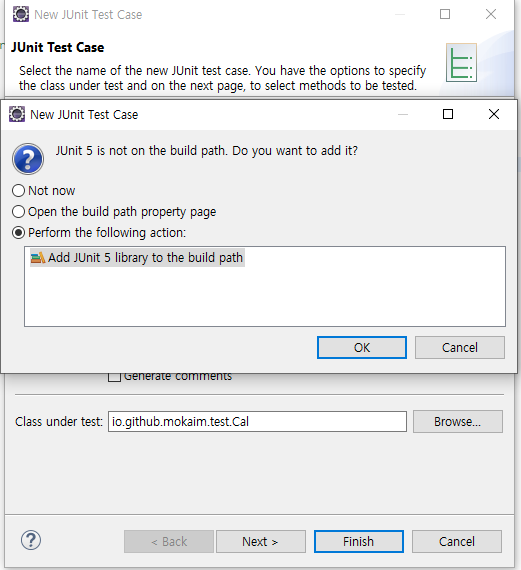 New JUnit Test Case
JUnit Test Case
Select the name of the new JUnit test case. You have the options to specify
the class under test and on the next page, to select methods to be tested.
New JUnit Test Case
JUnit 5 is not on the build path. Do you want to add it?
Not now
Open the build path property page
Perform the following action:
Add JUnit 5 library to the build path
OK
Cancel
Generate comments
Class under test:
io.github.mokaim.test.Cal
Browse...
?
< Back
Next >
Finish
Cancel